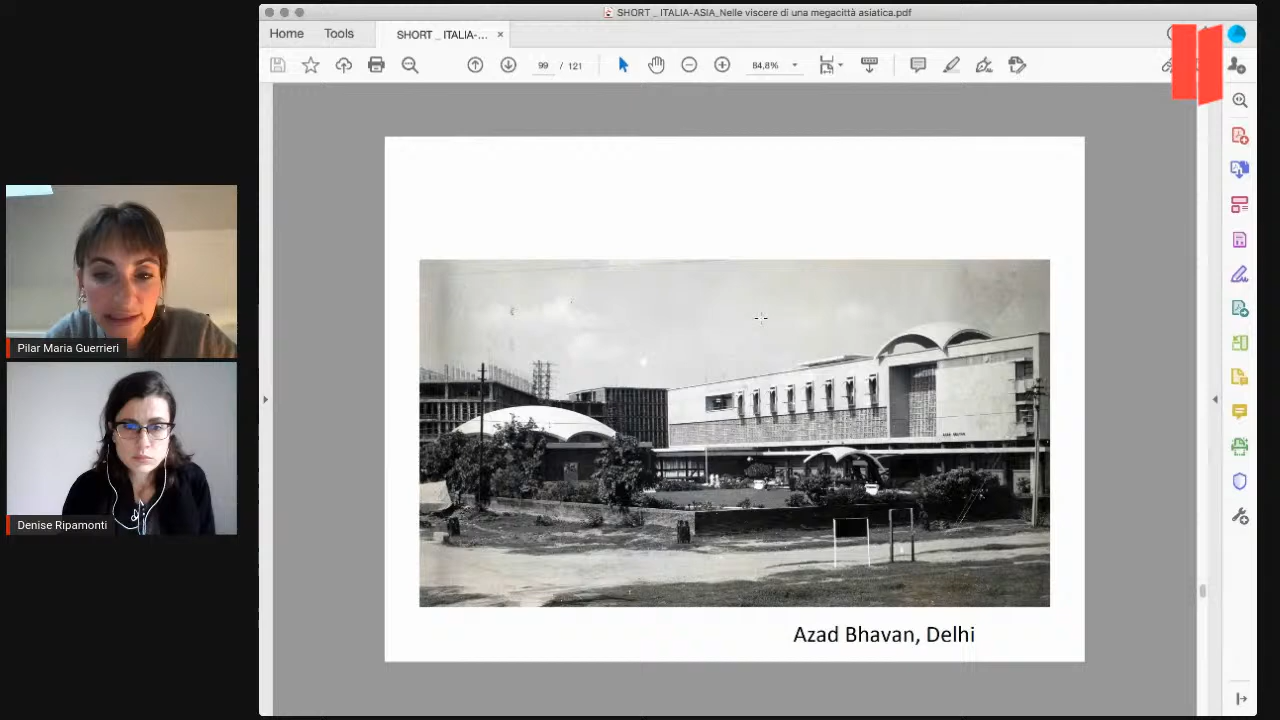 SHORT _ ITALIA-ASIA_Nelle viscere di una megacittà asiatica.pdf
Home Tools SHORT _ ITALIA-... ×
99 / 121 84,8%
Pilar Maria Guerrieri
Denise Ripamonti
Azad Bhavan, Delhi